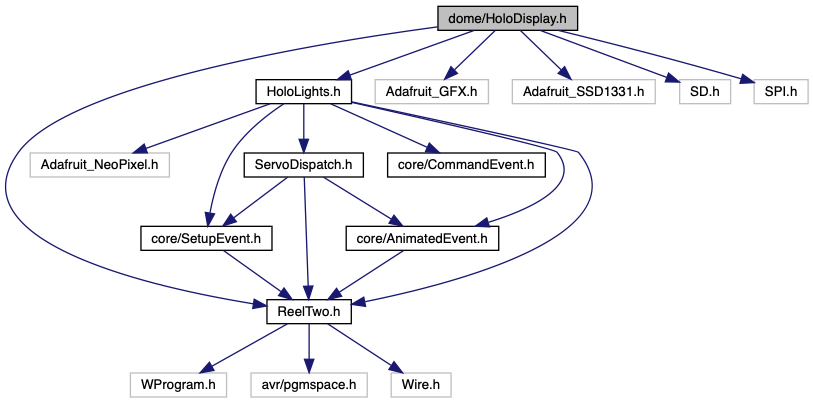 dome/HoloDisplay.h
HoloLights.h
Adafruit_GFX.h
Adafruit_SSD1331.h
SD.h
SPI.h
Adafruit_NeoPixel.h
ServoDispatch.h
core/CommandEvent.h
core/SetupEvent.h
core/AnimatedEvent.h
ReelTwo.h
WProgram.h
avr/pgmspace.h
Wire.h